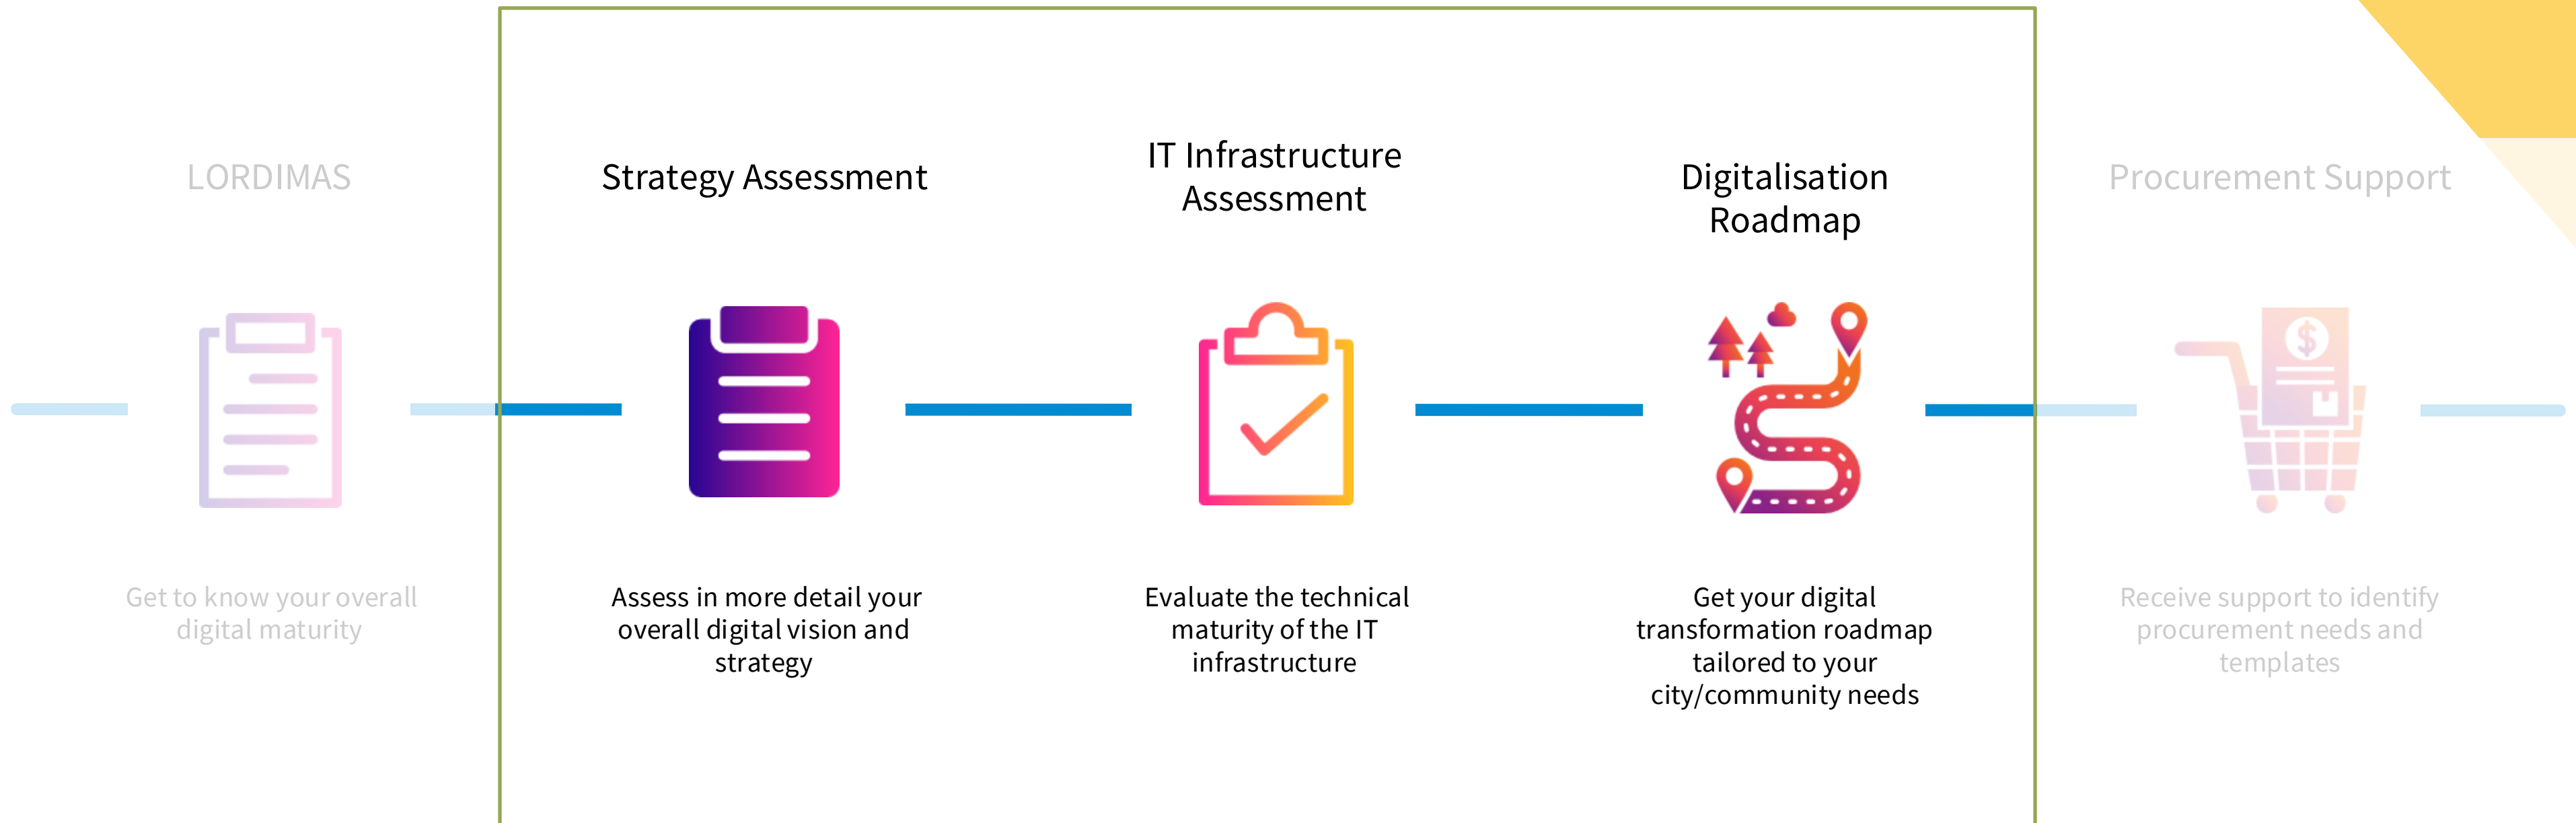 LORDIMAS
Get to know your overall
digital maturity
Strategy Assessment
Assess in more detail your
overall digital vision and
strategy
IT Infrastructure
Assessment
Evaluate the technical
maturity of the IT
infrastructure
Digitalisation
Roadmap
Get your digital
transformation roadmap
tailored to your
city/community needs
Procurement Support
$
Receive support to identify
procurement needs and
templates